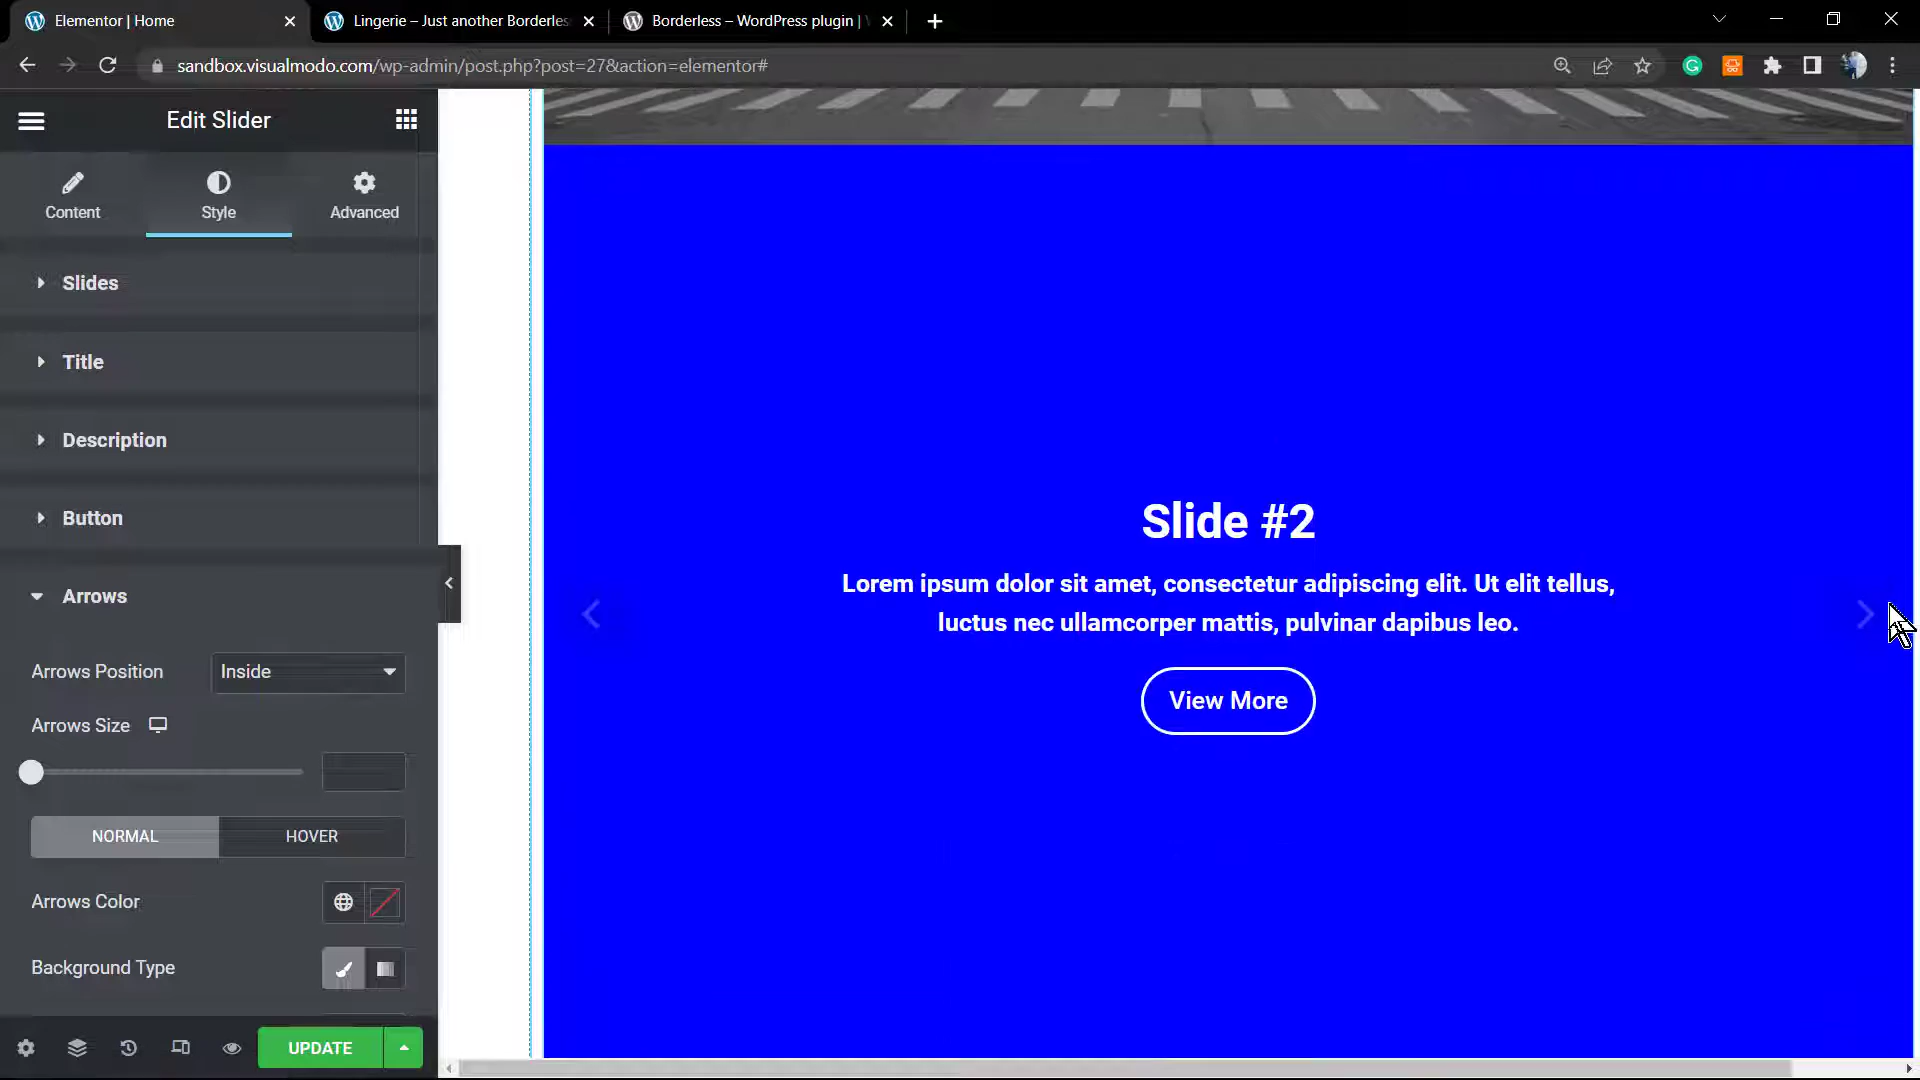 Elementor | Home
Lingerie – Just another Borderles
Borderless – WordPress plugin |
sandbox.visualmodo.com/wp-admin/post.php?post=27&action=elementor#
Edit Slider
Content
Style
Advanced
Slides
Title
Description
Button
Arrows
Arrows Position
Inside
Arrows Size
NORMAL
HOVER
Arrows Color
Background Type
UPDATE
Slide #2
Lorem ipsum dolor sit amet, consectetur adipiscing elit. Ut elit tellus,
luctus nec ullamcorper mattis, pulvinar dapibus leo.
View More